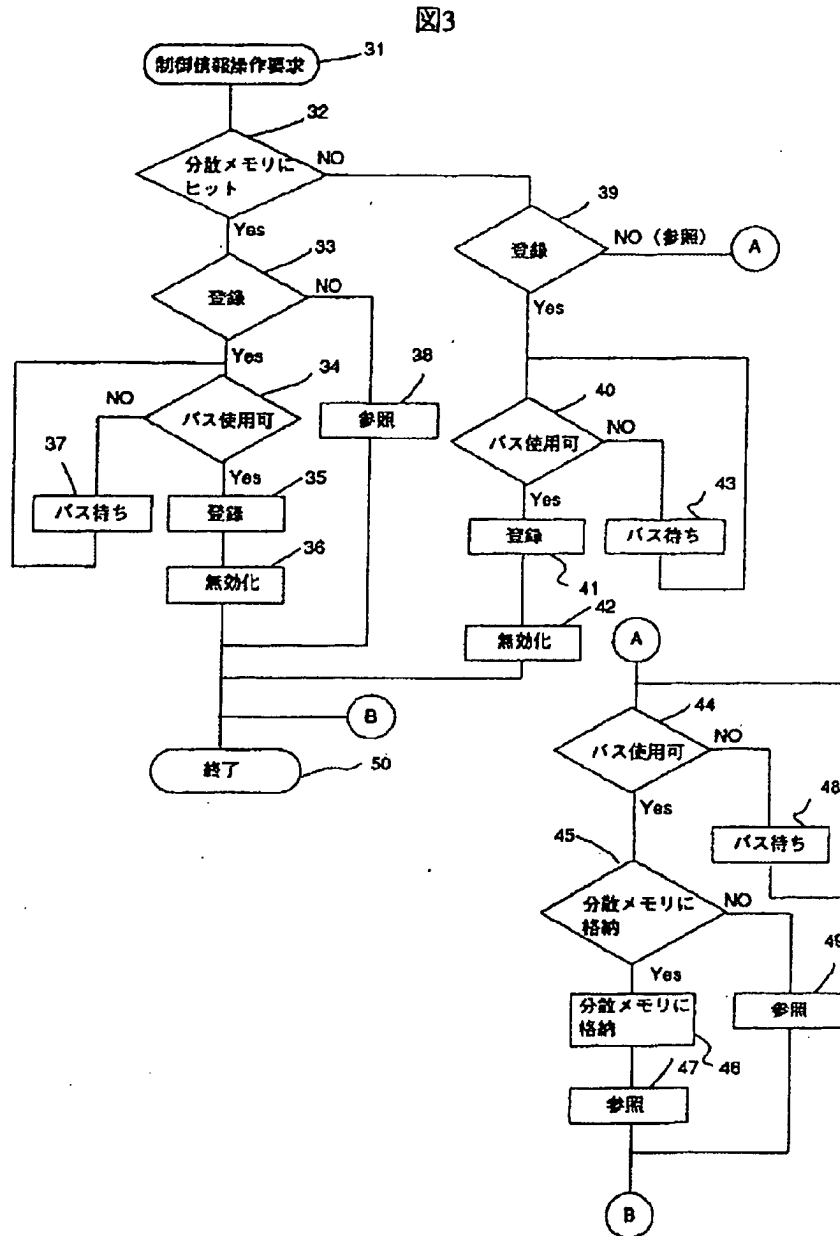 図3
制御情報操作要求
31
32
分散メモリに
ヒット
NO
Yes
33
登録
NO
Yes
34
バス使用可
NO
Yes
37
バス待ち
35
登録
36
無効化
38
参照
39
登録
NO（参照）
A
Yes
40
バス使用可
NO
Yes
43
バス待ち
登録
41
42
無効化
B
終了
50
A
44
バス使用可
NO
Yes
48
バス待ち
45
分散メモリに
格納
NO
Yes
49
参照
分散メモリに
格納
46
47
参照
B